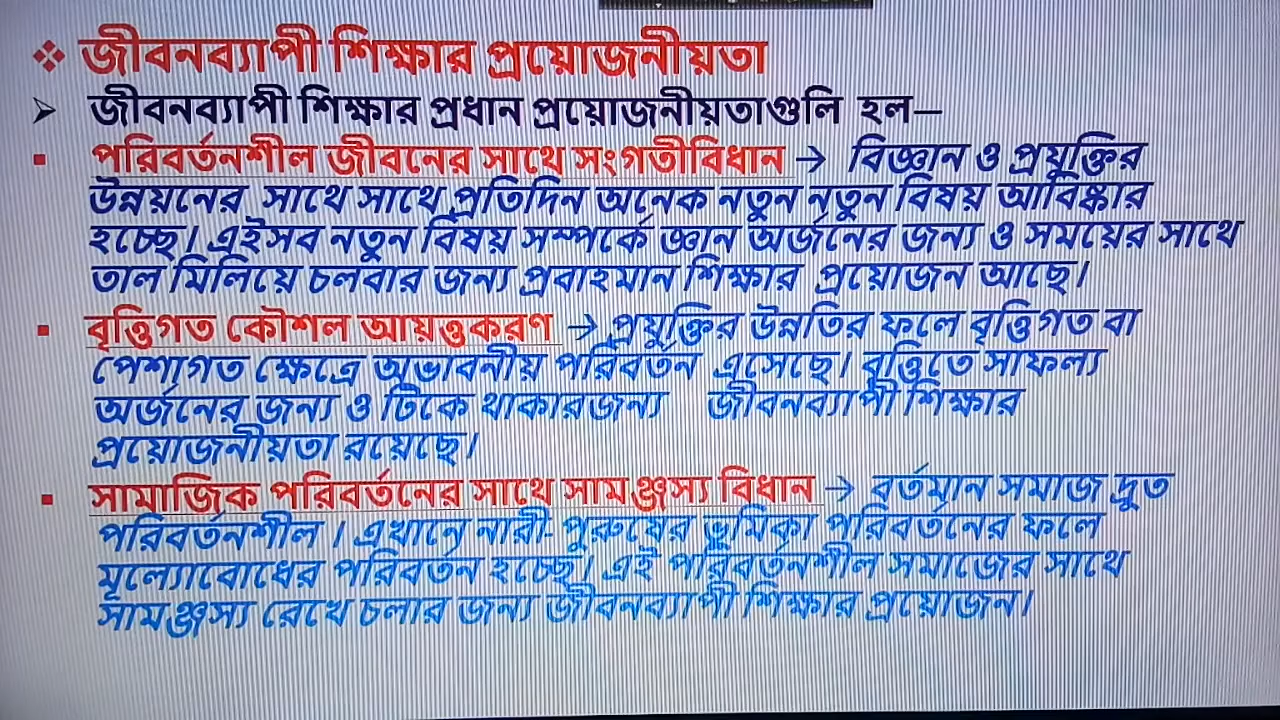 ❖ জীবনব্যাপী শিক্ষার প্রয়োজনীয়তা
➢ জীবনব্যাপী শিক্ষার প্রধান প্রয়োজনীয়তাগুলি হল—
▪ পরিবর্তনশীল জীবনের সাথে সংগতীবিধান → বিজ্ঞান ও প্রযুক্তির
উন্নয়নের সাথে সাথে প্রতিদিন অনেক নতুন নতুন বিষয় আবিষ্কার
হচ্ছে। এইসব নতুন বিষয় সম্পর্কে জ্ঞান অর্জনের জন্য ও সময়ের সাথে
তাল মিলিয়ে চলবার জন্য প্রবাহমান শিক্ষার প্রয়োজন আছে।
▪ বৃত্তিগত কৌশল আয়ত্তকরণ → প্রযুক্তির উন্নতির ফলে বৃত্তিগত বা
পেশাগত ক্ষেত্রে অভাবনীয় পরিবর্তন এসেছে। বৃত্তিতে সাফল্য
অর্জনের জন্য ও টিকে থাকারজন্য জীবনব্যাপী শিক্ষার
প্রয়োজনীয়তা রয়েছে।
▪ সামাজিক পরিবর্তনের সাথে সামঞ্জস্য বিধান → বর্তমান সমাজ দ্রুত
পরিবর্তনশীল । এখানে নারী- পুরুষের ভূমিকা পরিবর্তনের ফলে
মূল্যোবোধের পরিবর্তন হচ্ছে। এই পরিবর্তনশীল সমাজের সাথে
সামঞ্জস্য রেখে চলার জন্য জীবনব্যাপী শিক্ষার প্রয়োজন।